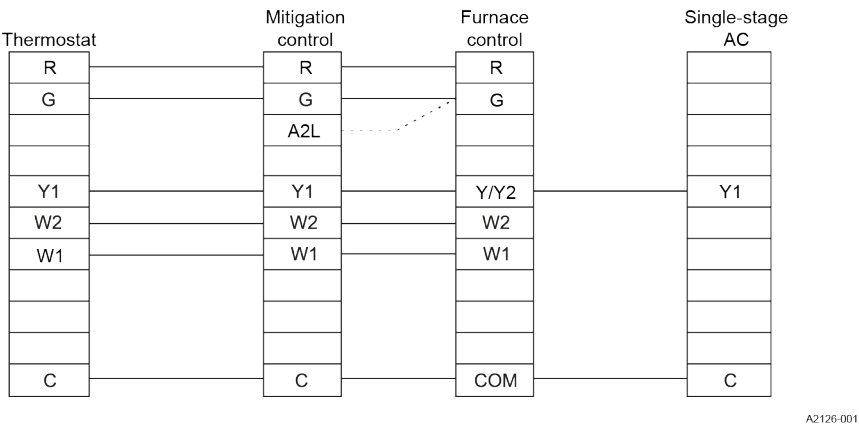 Thermostat
Mitigation
control
Furnace
control
Single-stage
AC
R R R
G G G
A2L
Y1 Y1 Y/Y2 Y1
W2 W2 W2
W1 W1 W1
C C COM C
A2126-001